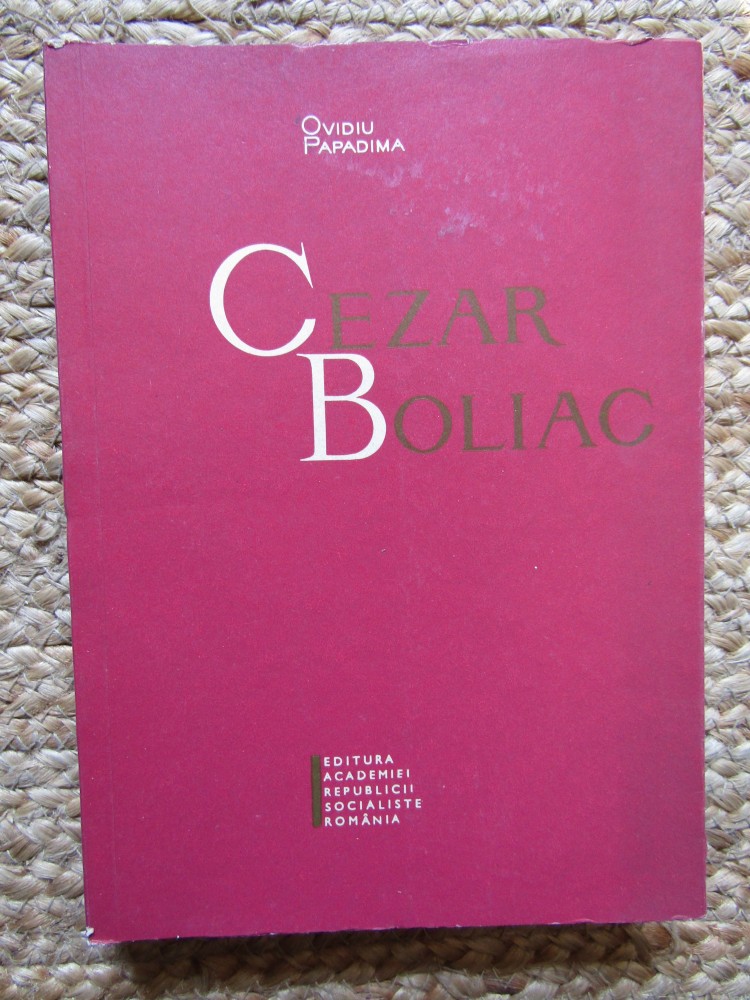 OVIDIU
PAPADIMA
CEZAR
BOLIAC
EDITURA
ACADEMIEI
REPUBLICII
SOCIALISTE
ROMÂNIA